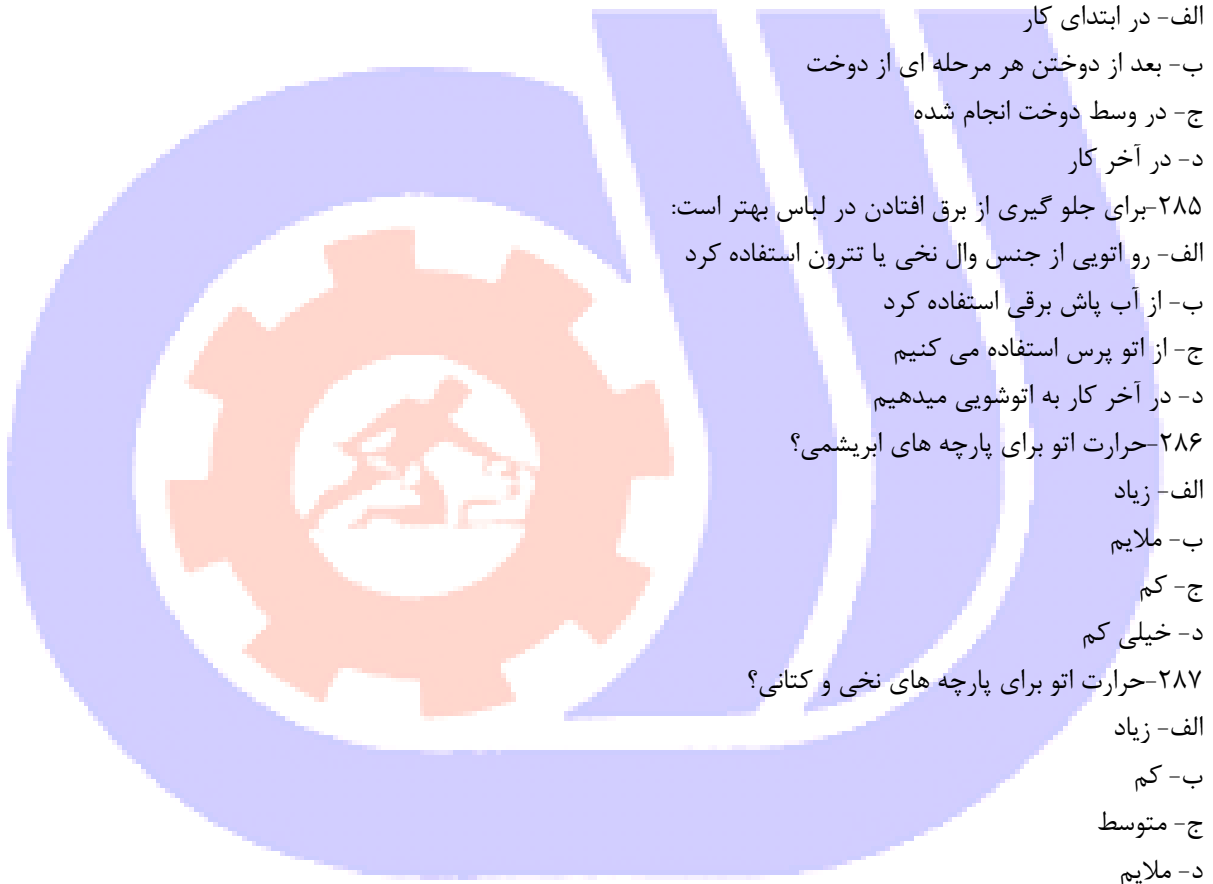 الف- در ابتدای کار
ب- بعد از دوختن هر مرحله ای از دوخت
ج- در وسط دوخت انجام شده
د- در آخر کار
۲۸۵-برای جلو گیری از برق افتادن در لباس بهتر است:
الف- رو اتویی از جنس وال نخی یا تترون استفاده کرد
ب- از آب پاش برقی استفاده کرد
ج- از اتو پرس استفاده می کنیم
د- در آخر کار به اتوشویی میدهیم
۲۸۶-حرارت اتو برای پارچه های ابریشمی؟
الف- زیاد
ب- ملایم
ج- کم
د- خیلی کم
۲۸۷-حرارت اتو برای پارچه های نخی و کتانی؟
الف- زیاد
ب- کم
ج- متوسط
د- ملایم